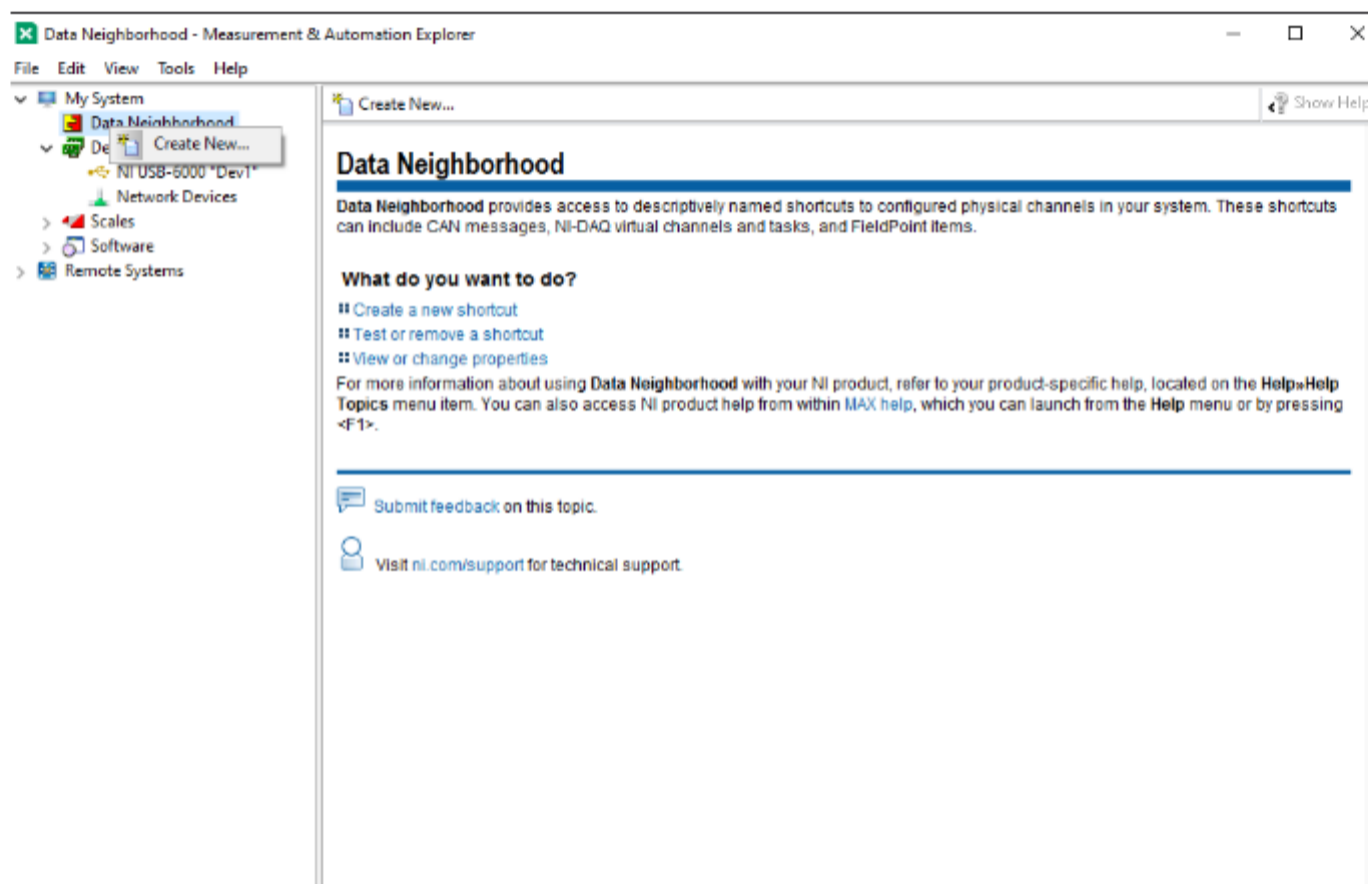 Data Neighborhood - Measurement & Automation Explorer
File Edit View Tools Help
My System
Data Neighborhood
De
Create New...
NI USB-6000 "Dev1"
Network Devices
Scales
Software
Remote Systems
Create New...
Show Help
Data Neighborhood
Data Neighborhood provides access to descriptively named shortcuts to configured physical channels in your system. These shortcuts
can include CAN messages, NI-DAQ virtual channels and tasks, and FieldPoint items.
What do you want to do?
Create a new shortcut
Test or remove a shortcut
View or change properties
For more information about using Data Neighborhood with your NI product, refer to your product-specific help, located on the Help»Help
Topics menu item. You can also access NI product help from within MAX help, which you can launch from the Help menu or by pressing
<F1>.
Submit feedback on this topic.
Visit ni.com/support for technical support.